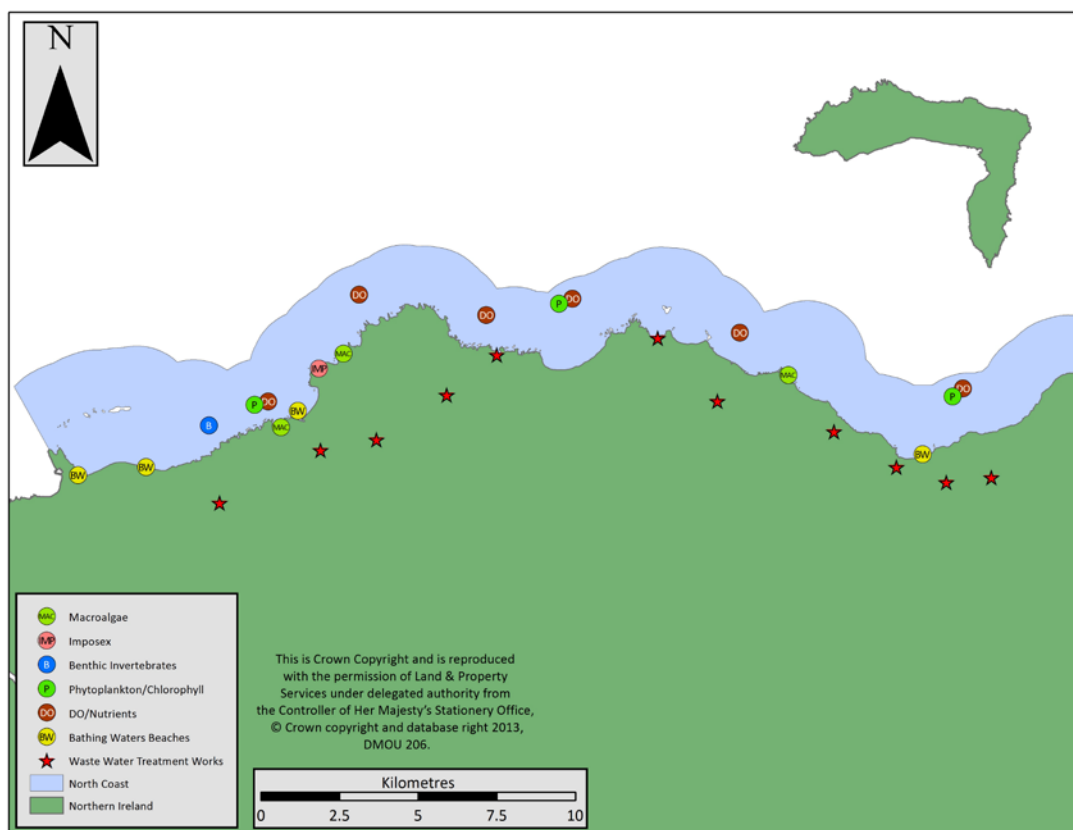 N
DO
DO
P
DO
DO
MAC
IMP
MAC
DO
P
P
DO
BW
B
MAC
BW
BW
BW
MAC Macroalgae
IMP Imposex
B Benthic Invertebrates
P Phytoplankton/Chlorophyll
DO DO/Nutrients
BW Bathing Waters Beaches
Waste Water Treatment Works
North Coast
Northern Ireland
This is Crown Copyright and is reproduced
with the permission of Land & Property
Services under delegated authority from
the Controller of Her Majesty's Stationery Office,
© Crown copyright and database right 2013,
DMOU 206.
Kilometres
0 2.5 5 7.5 10